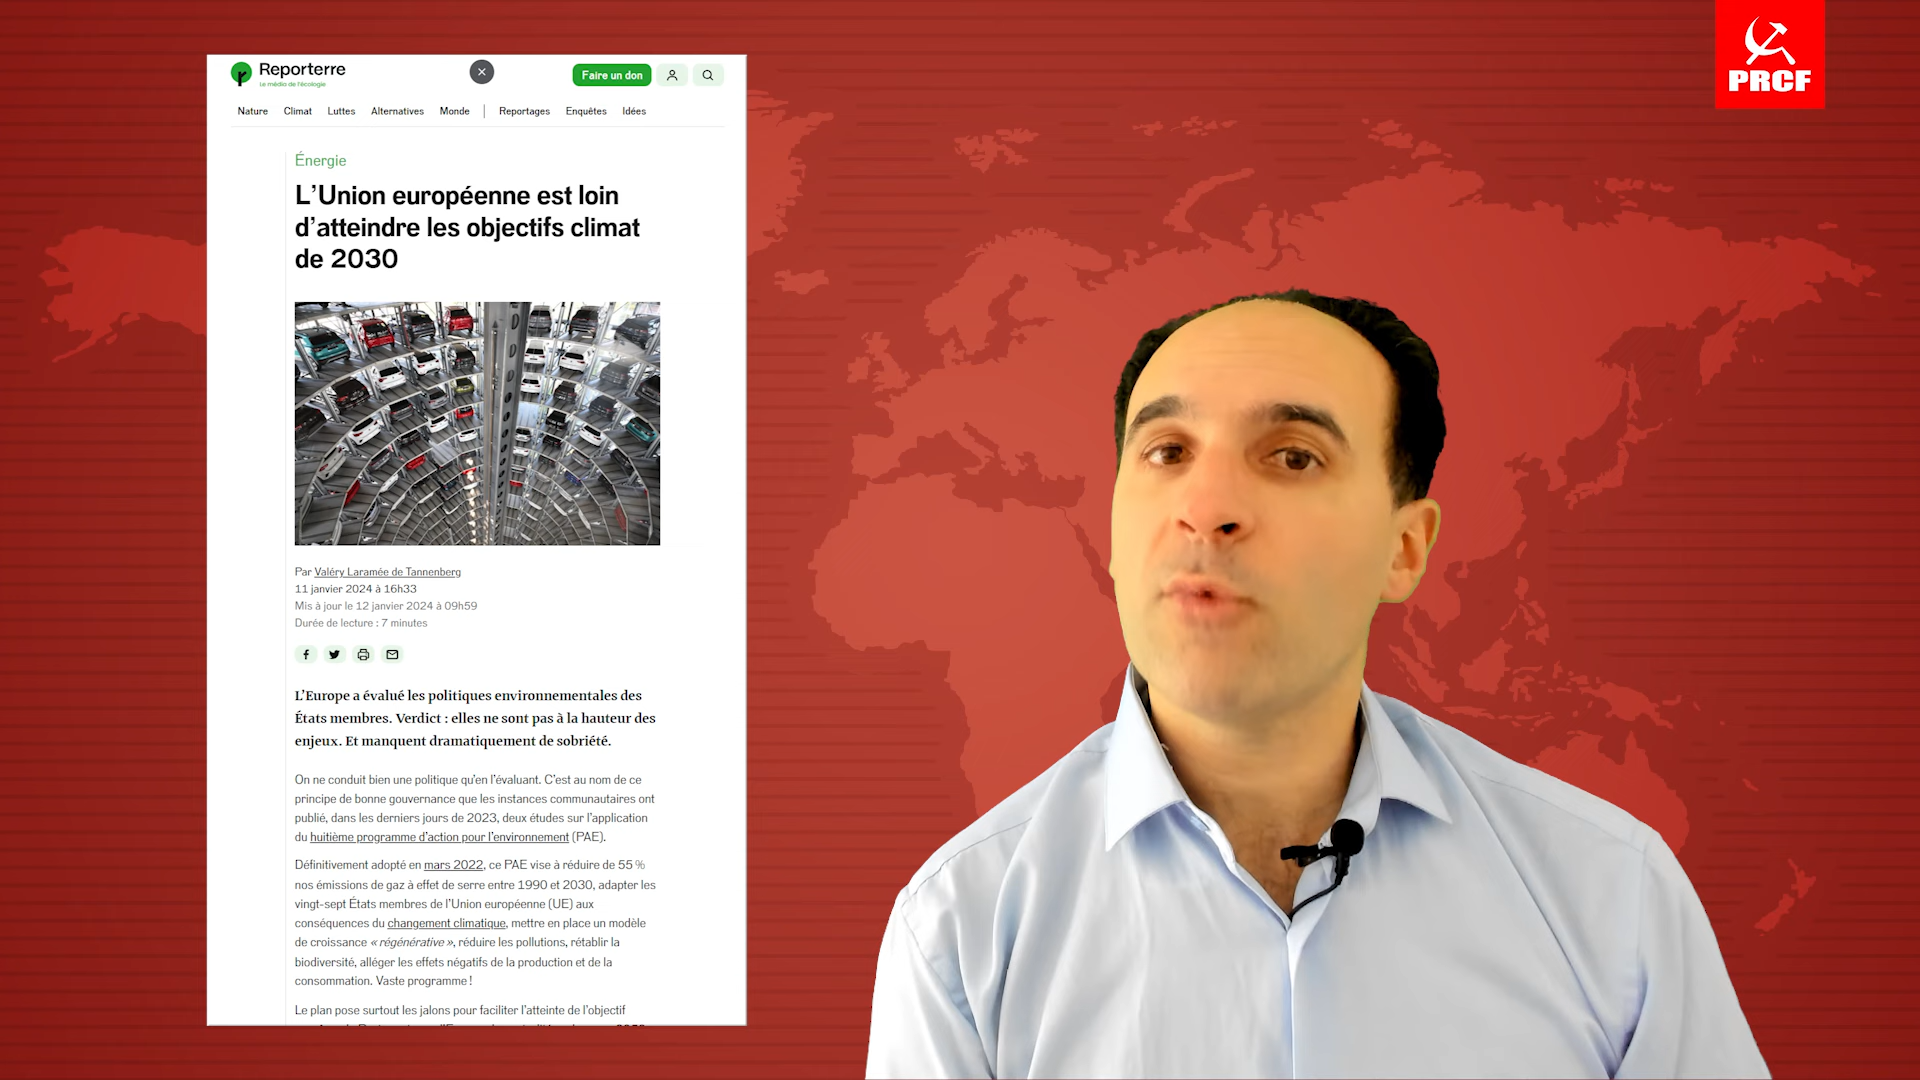 Reporterre
Le média de l'écologie
Faire un don
Nature Climat Luttes Alternatives Monde | Reportages Enquêtes Idées
Énergie
L'Union européenne est loin
d'atteindre les objectifs climat
de 2030
Par Valéry Laramée de Tannenberg
11 janvier 2024 à 16h33
Mis à jour le 12 janvier 2024 à 09h59
Durée de lecture : 7 minutes
L'Europe a évalué les politiques environnementales des
États membres. Verdict : elles ne sont pas à la hauteur des
enjeux. Et manquent dramatiquement de sobriété.
On ne conduit bien une politique qu'en l'évaluant. C'est au nom de ce
principe de bonne gouvernance que les instances communautaires ont
publié, dans les derniers jours de 2023, deux études sur l'application
du huitième programme d'action pour l'environnement (PAE).
Définitivement adopté en mars 2022, ce PAE vise à réduire de 55 %
nos émissions de gaz à effet de serre entre 1990 et 2030, adapter les
vingt-sept États membres de l'Union européenne (UE) aux
conséquences du changement climatique, mettre en place un modèle
de croissance « régénérative », réduire les pollutions, rétablir la
biodiversité, alléger les effets négatifs de la production et de la
consommation. Vaste programme !
Le plan pose surtout les jalons pour faciliter l'atteinte de l'objectif
PRCF